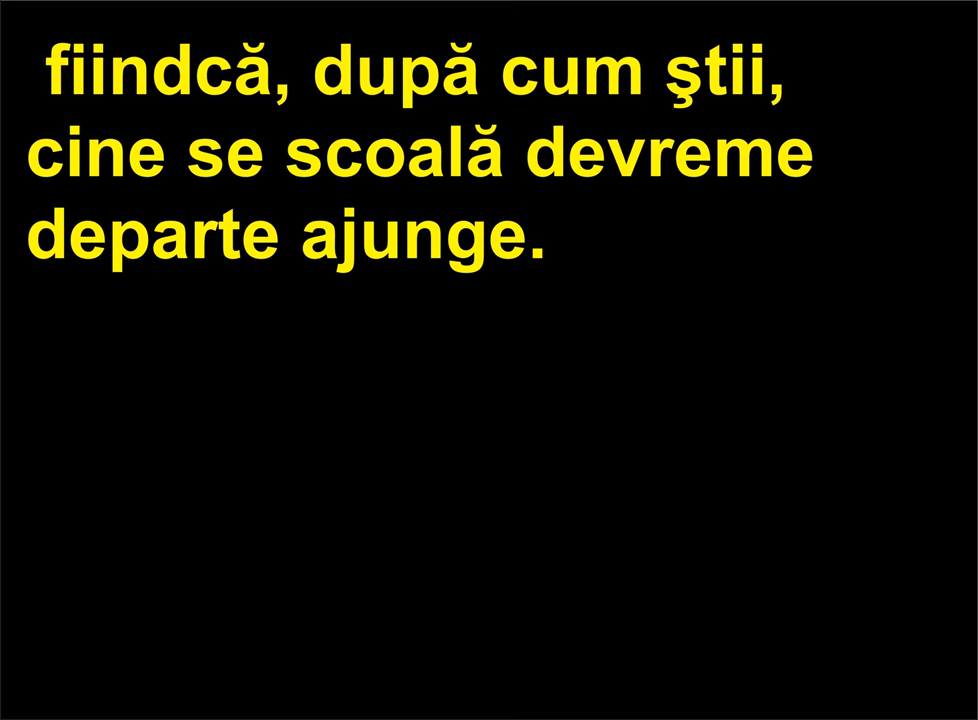 fiindcă, după cum ştii,
cine se scoală devreme
departe ajunge.